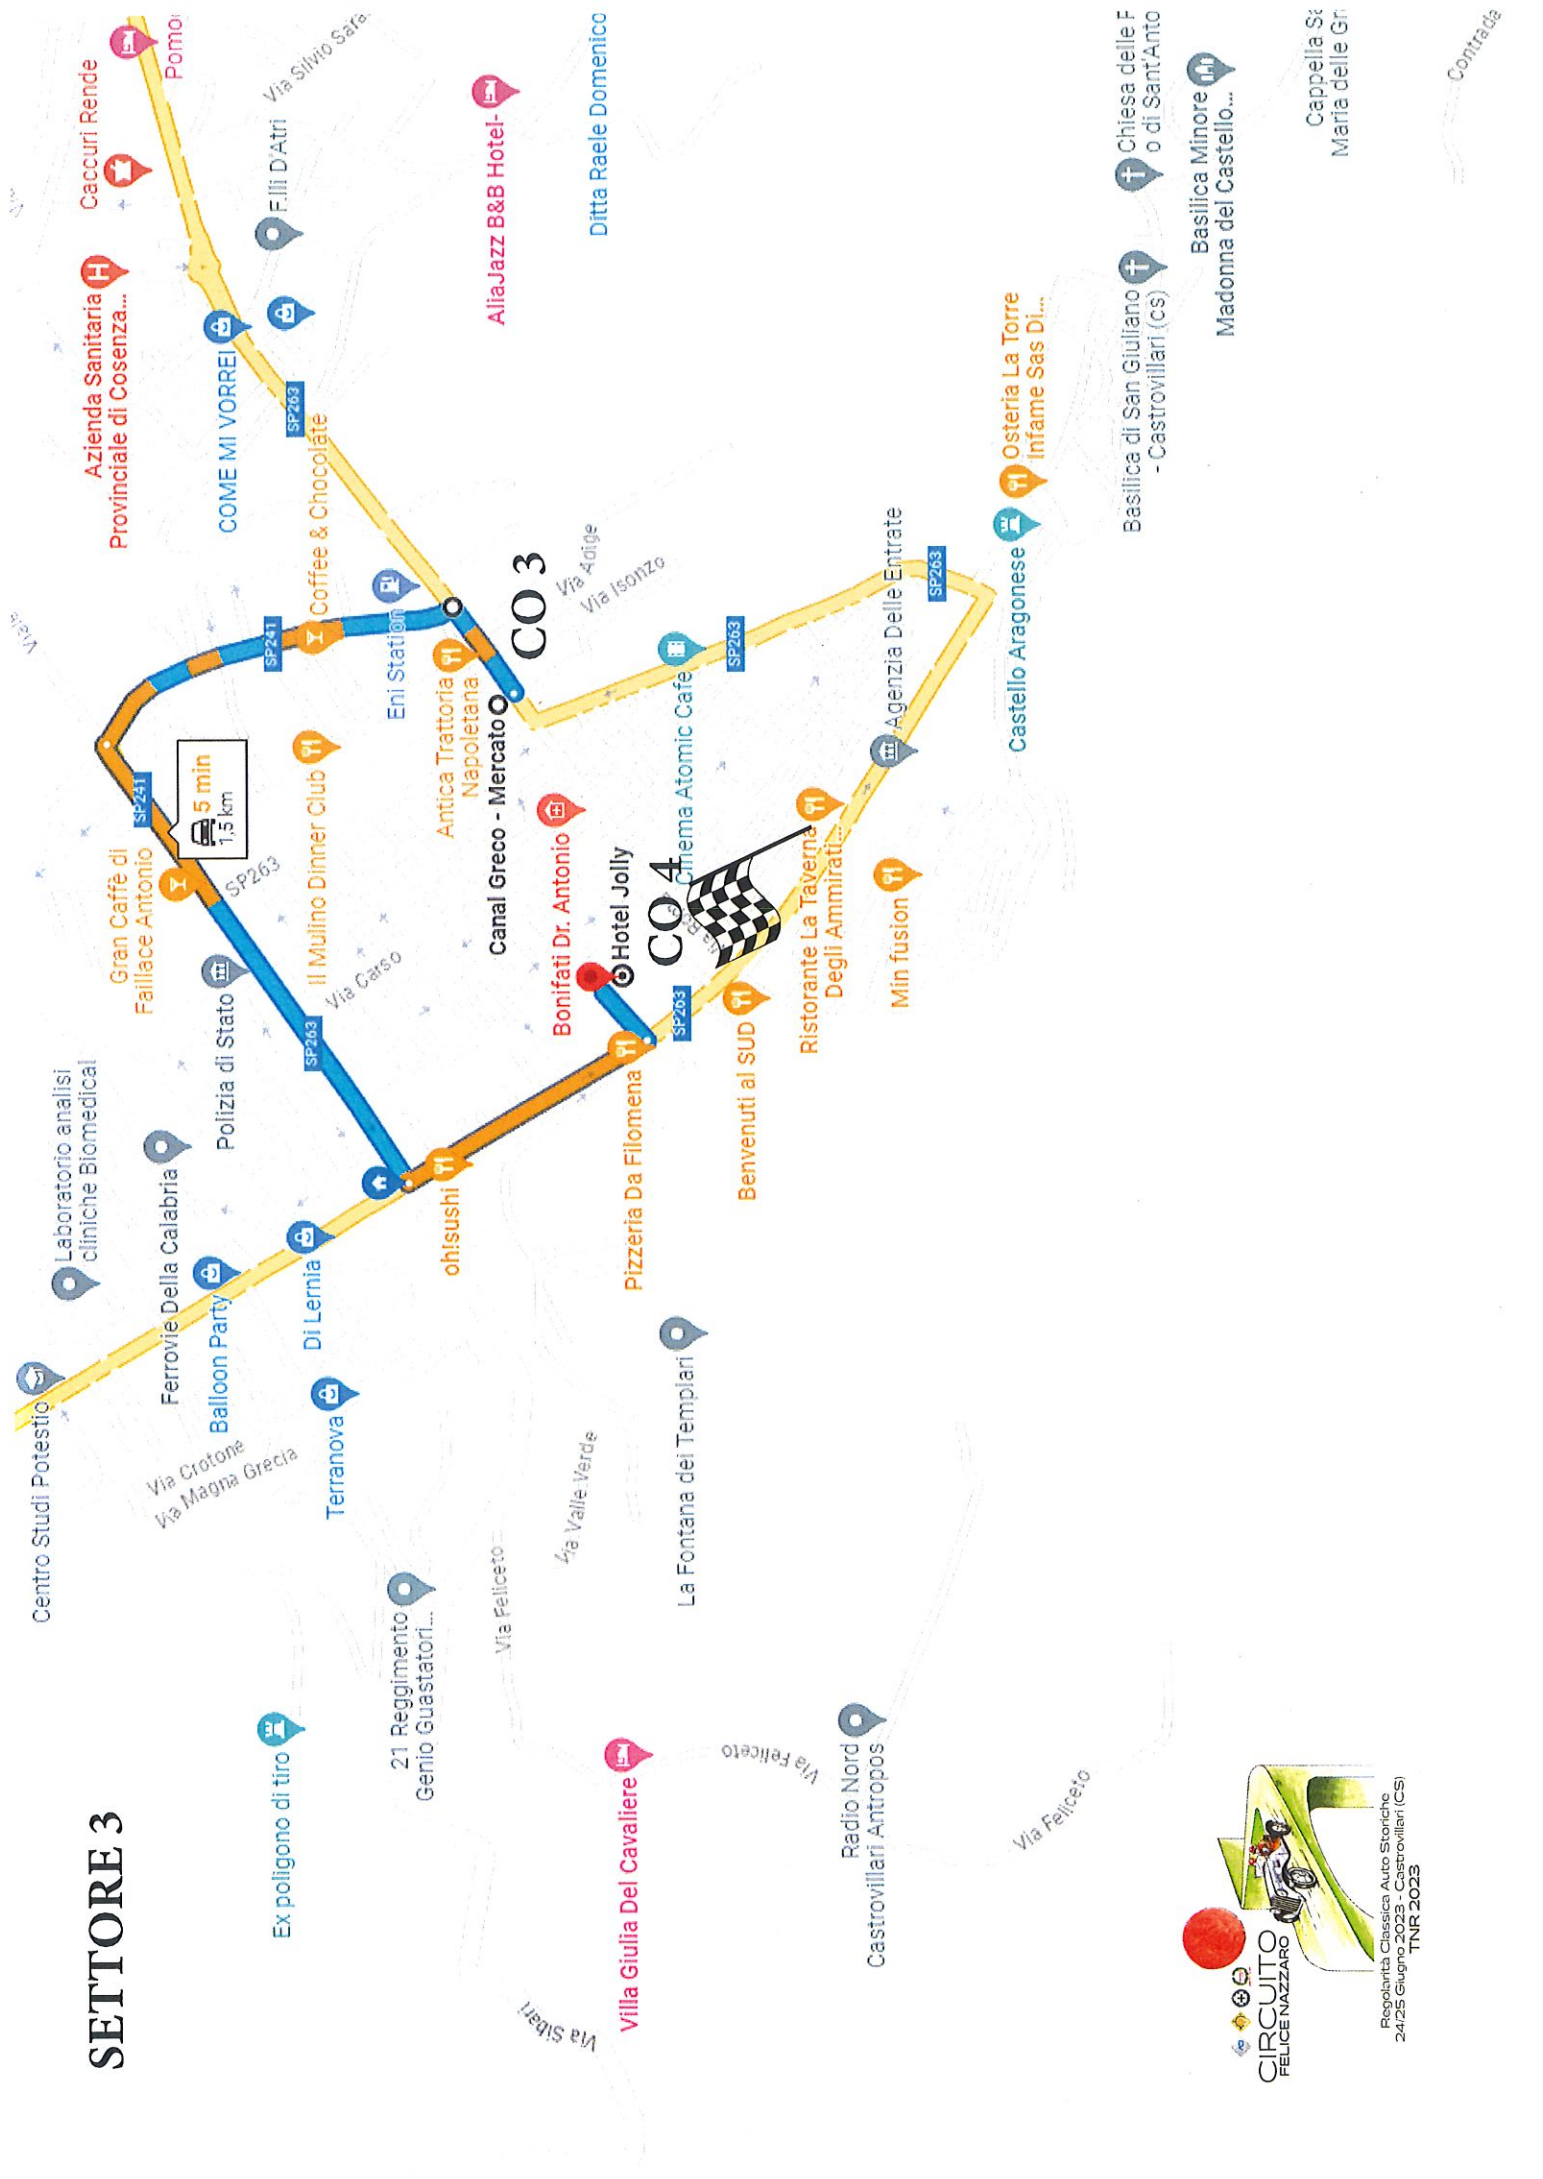 SETTORE 3
Centro Studi Potestio
Laboratorio analisi
cliniche Biomedical
Gran Caffè di
Faillace Antonio
SP241
5 min
1,5 km
Azienda Sanitaria
Provinciale di Cosenza...
Caccuri Rende
Via Crotone
Via Magna Grecia
Ferrovie Della Calabria
Balloon Party
Polizia di Stato
SP263
COME MI VORREI
F.lli D'Atri
Via Silvio
Ex poligono di tiro
Terranova
Di Lernia
SP263
Via Carso
Il Mulino Dinner Club
SP241
Coffee & Chocolate
SP263
21 Reggimento
Genio Guastatori...
oh!sushi
Eni Station
Antica Trattoria
Napoletana
Canal Greco - Mercato
CO 3
AliaJazz B&B Hotel-
Via Feliceto
Via Valle Verde
Via Adige
Via Isonzo
Ditta Raele Domenico
Via Sibari
Villa Giulia Del Cavaliere
Pizzeria Da Filomena
Bonifati Dr. Antonio
Hotel Jolly
CO 4
La Fontana dei Templari
SP263
Cinema Atomic Cafe
SP263
Via Feliceto
Benvenuti al SUD
Ristorante La Taverna
Degli Ammirati...
Radio Nord
Castrovillari Antropos
Min fusion
Agenzia Delle Entrate
SP263
Via Feliceto
Castello Aragonese
Osteria La Torre
Infame Sas Di...
Basilica di San Giuliano
- Castrovillari (cs)
Chiesa delle
o di Sant'Anto
Basilica Minore
Madonna del Castello...
Cappella
Maria delle
Contrada
CIRCUITO
FELICE NAZZARO
Regolarità Classica Auto Storiche
24/25 Giugno 2023 - Castrovillari (CS)
TNR 2023